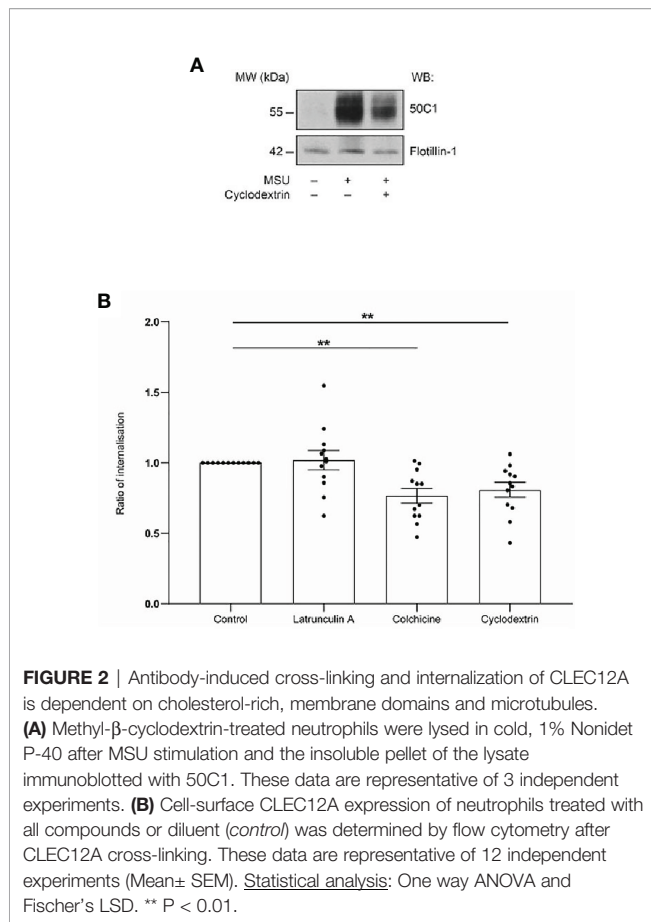 A
MW (kDa) WB:
55 – 50C1
42 – Flotillin-1
MSU – + +
Cyclodextrin – – +
B
**
**
2.0
1.5
1.0
0.5
0.0
Ratio of internalisation
Control Latrunculin A Colchicine Cyclodextrin
FIGURE 2 | Antibody-induced cross-linking and internalization of CLEC12A
is dependent on cholesterol-rich, membrane domains and microtubules.
(A) Methyl-β-cyclodextrin-treated neutrophils were lysed in cold, 1% Nonidet
P-40 after MSU stimulation and the insoluble pellet of the lysate
immunoblotted with 50C1. These data are representative of 3 independent
experiments. (B) Cell-surface CLEC12A expression of neutrophils treated with
all compounds or diluent (control) was determined by flow cytometry after
CLEC12A cross-linking. These data are representative of 12 independent
experiments (Mean± SEM). Statistical analysis: One way ANOVA and
Fischer's LSD. ** P < 0.01.